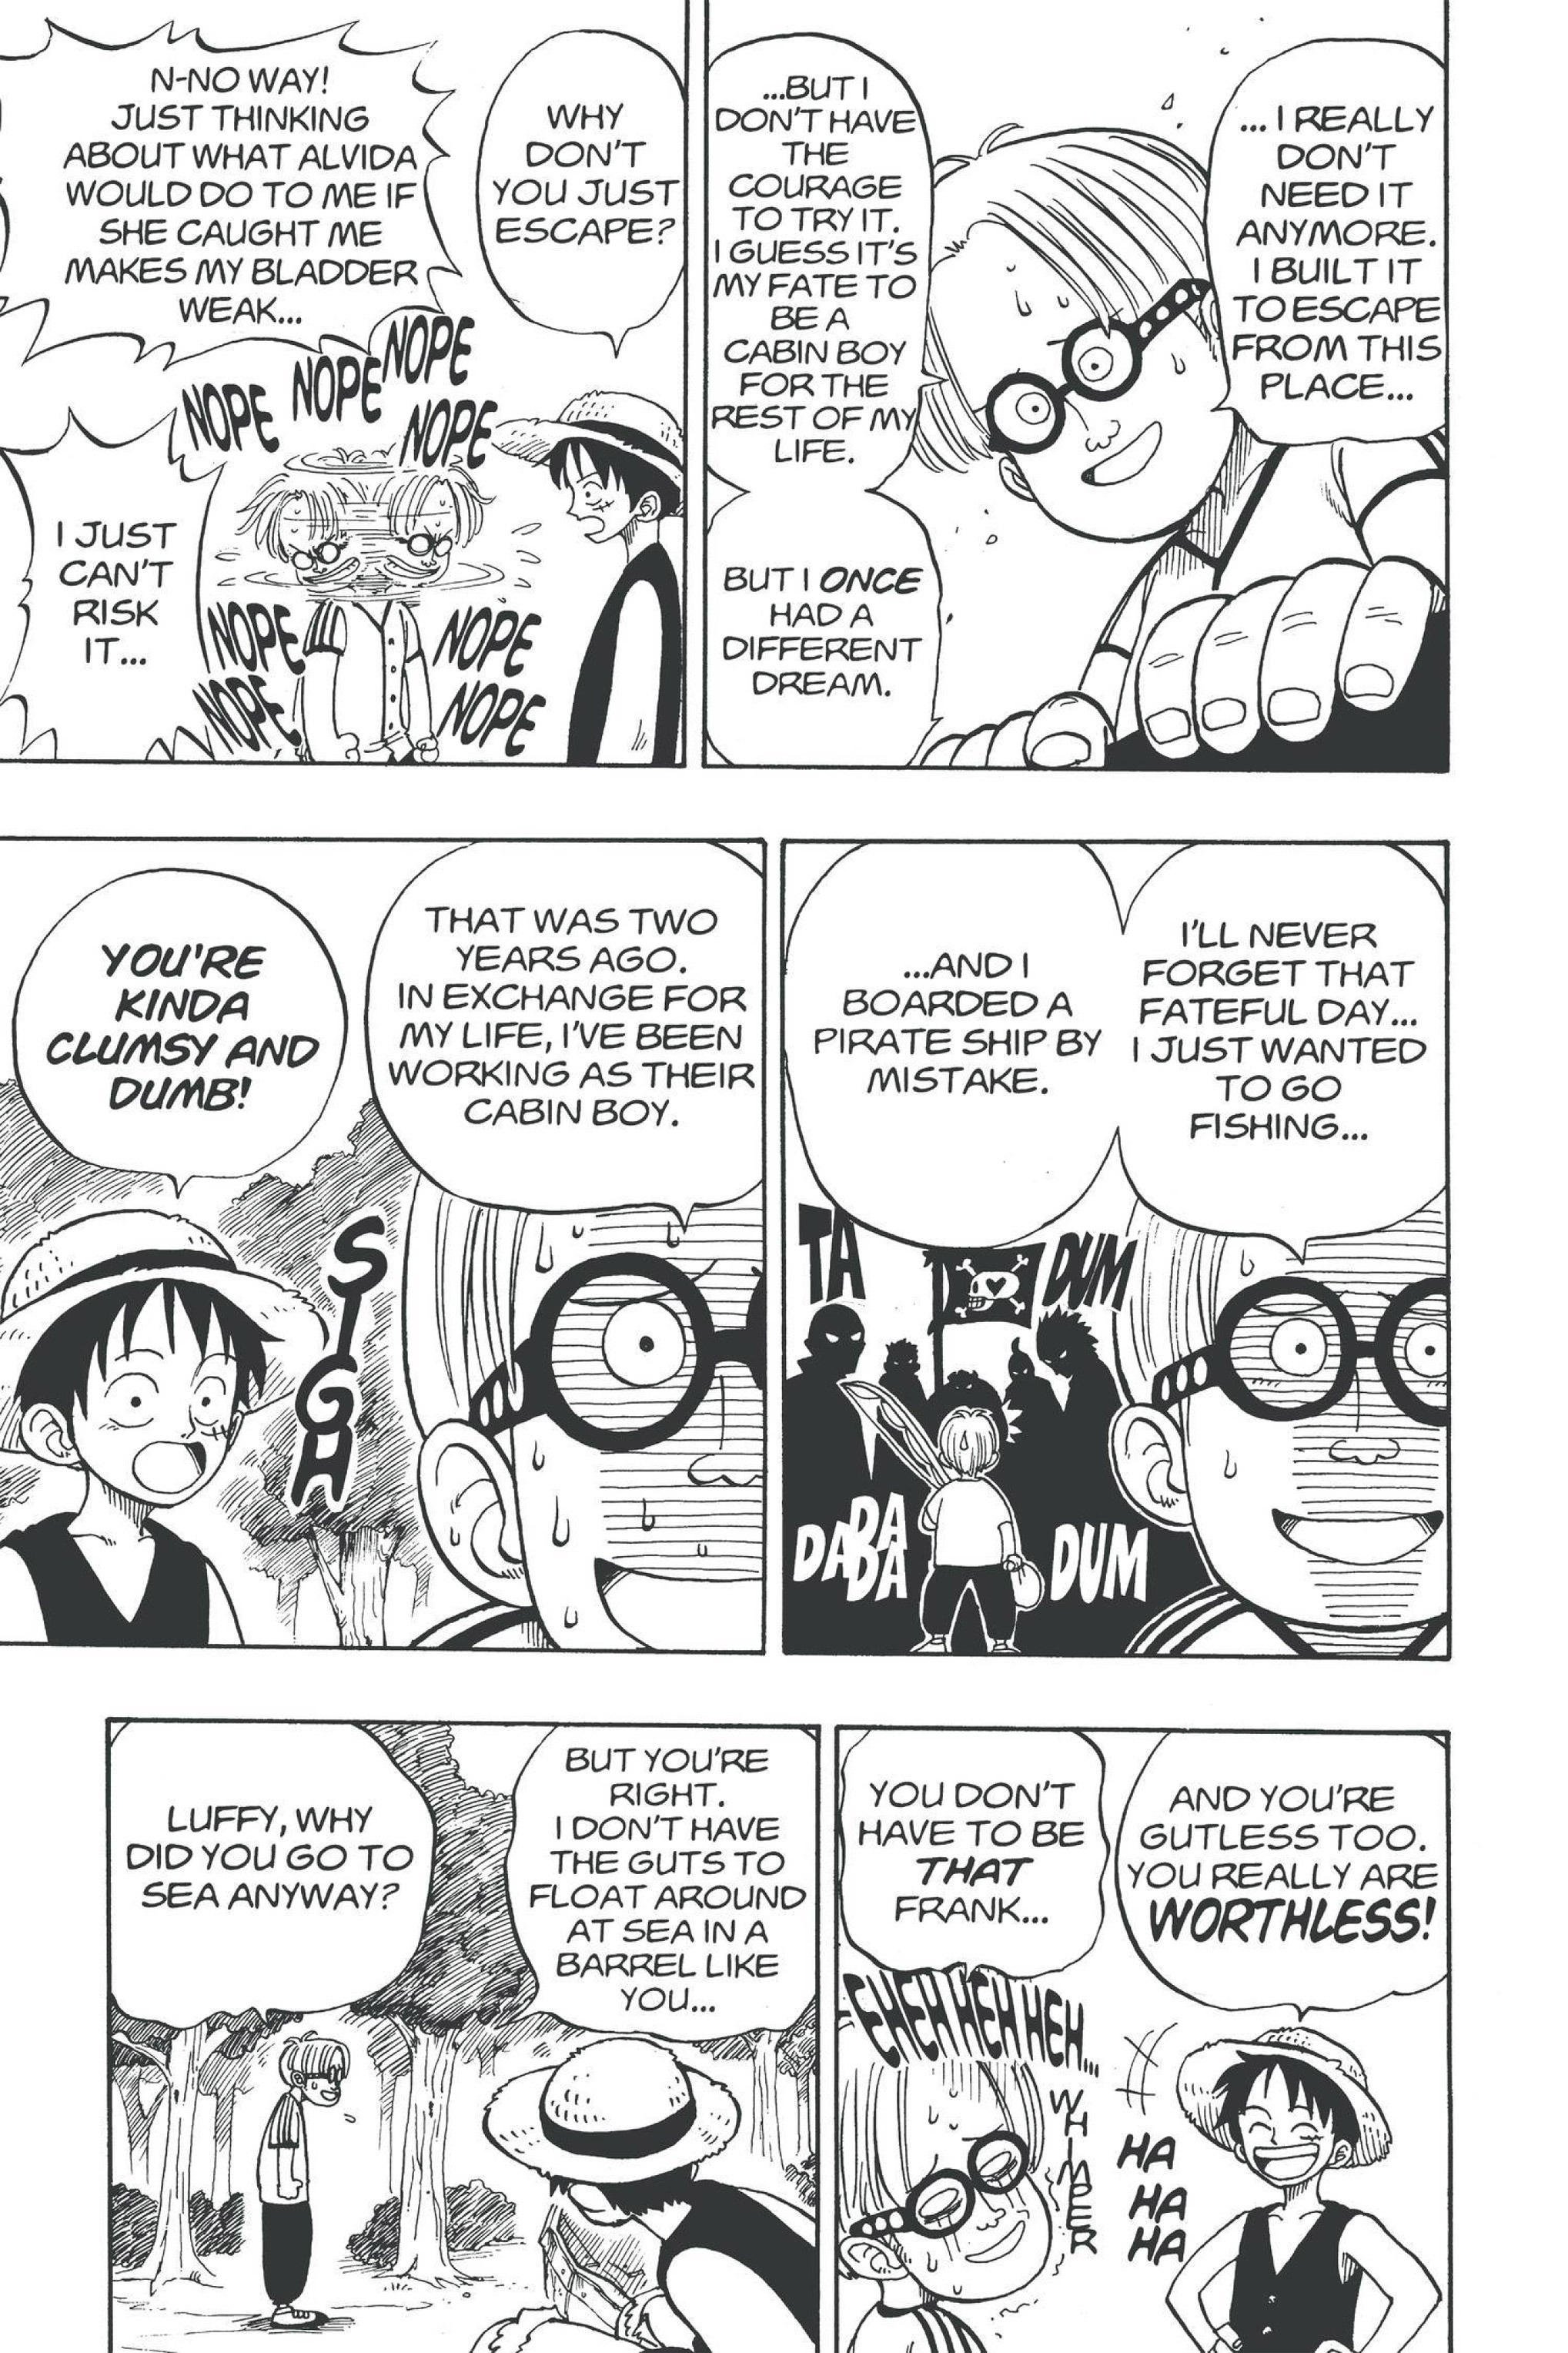 ... I REALLY
DON'T
NEED IT
ANYMORE.
I BUILT IT
TO ESCAPE
FROM THIS
PLACE...
...BUT I
DON'T HAVE
THE
COURAGE
TO TRY IT.
I GUESS IT'S
MY FATE TO
BE A
CABIN BOY
FOR THE
REST OF MY
LIFE.
BUT I ONCE
HAD A
DIFFERENT
DREAM.
WHY
DON'T
YOU JUST
ESCAPE?
N-NO WAY!
JUST THINKING
ABOUT WHAT ALVIDA
WOULD DO TO ME IF
SHE CAUGHT ME
MAKES MY BLADDER
WEAK...
NOPE
NOPE
NOPE
NOPE
NOPE
NOPE
NOPE
NOPE
I JUST
CAN'T
RISK
IT...
I'LL NEVER
FORGET THAT
FATEFUL DAY...
I JUST WANTED
TO GO
FISHING...
...AND I
BOARDED A
PIRATE SHIP BY
MISTAKE.
TA
DUM
DA
DA
BA
DUM
THAT WAS TWO
YEARS AGO.
IN EXCHANGE FOR
MY LIFE, I'VE BEEN
WORKING AS THEIR
CABIN BOY.
SIGH
YOU'RE
KINDA
CLUMSY AND
DUMB!
AND YOU'RE
GUTLESS TOO.
YOU REALLY ARE
WORTHLESS!
HA
HA
HA
YOU DON'T
HAVE TO BE
THAT
FRANK...
EHEH HEH HEH...
WHIMPER
BUT YOU'RE
RIGHT.
I DON'T HAVE
THE GUTS TO
FLOAT AROUND
AT SEA IN A
BARREL LIKE
YOU...
LUFFY, WHY
DID YOU GO TO
SEA ANYWAY?